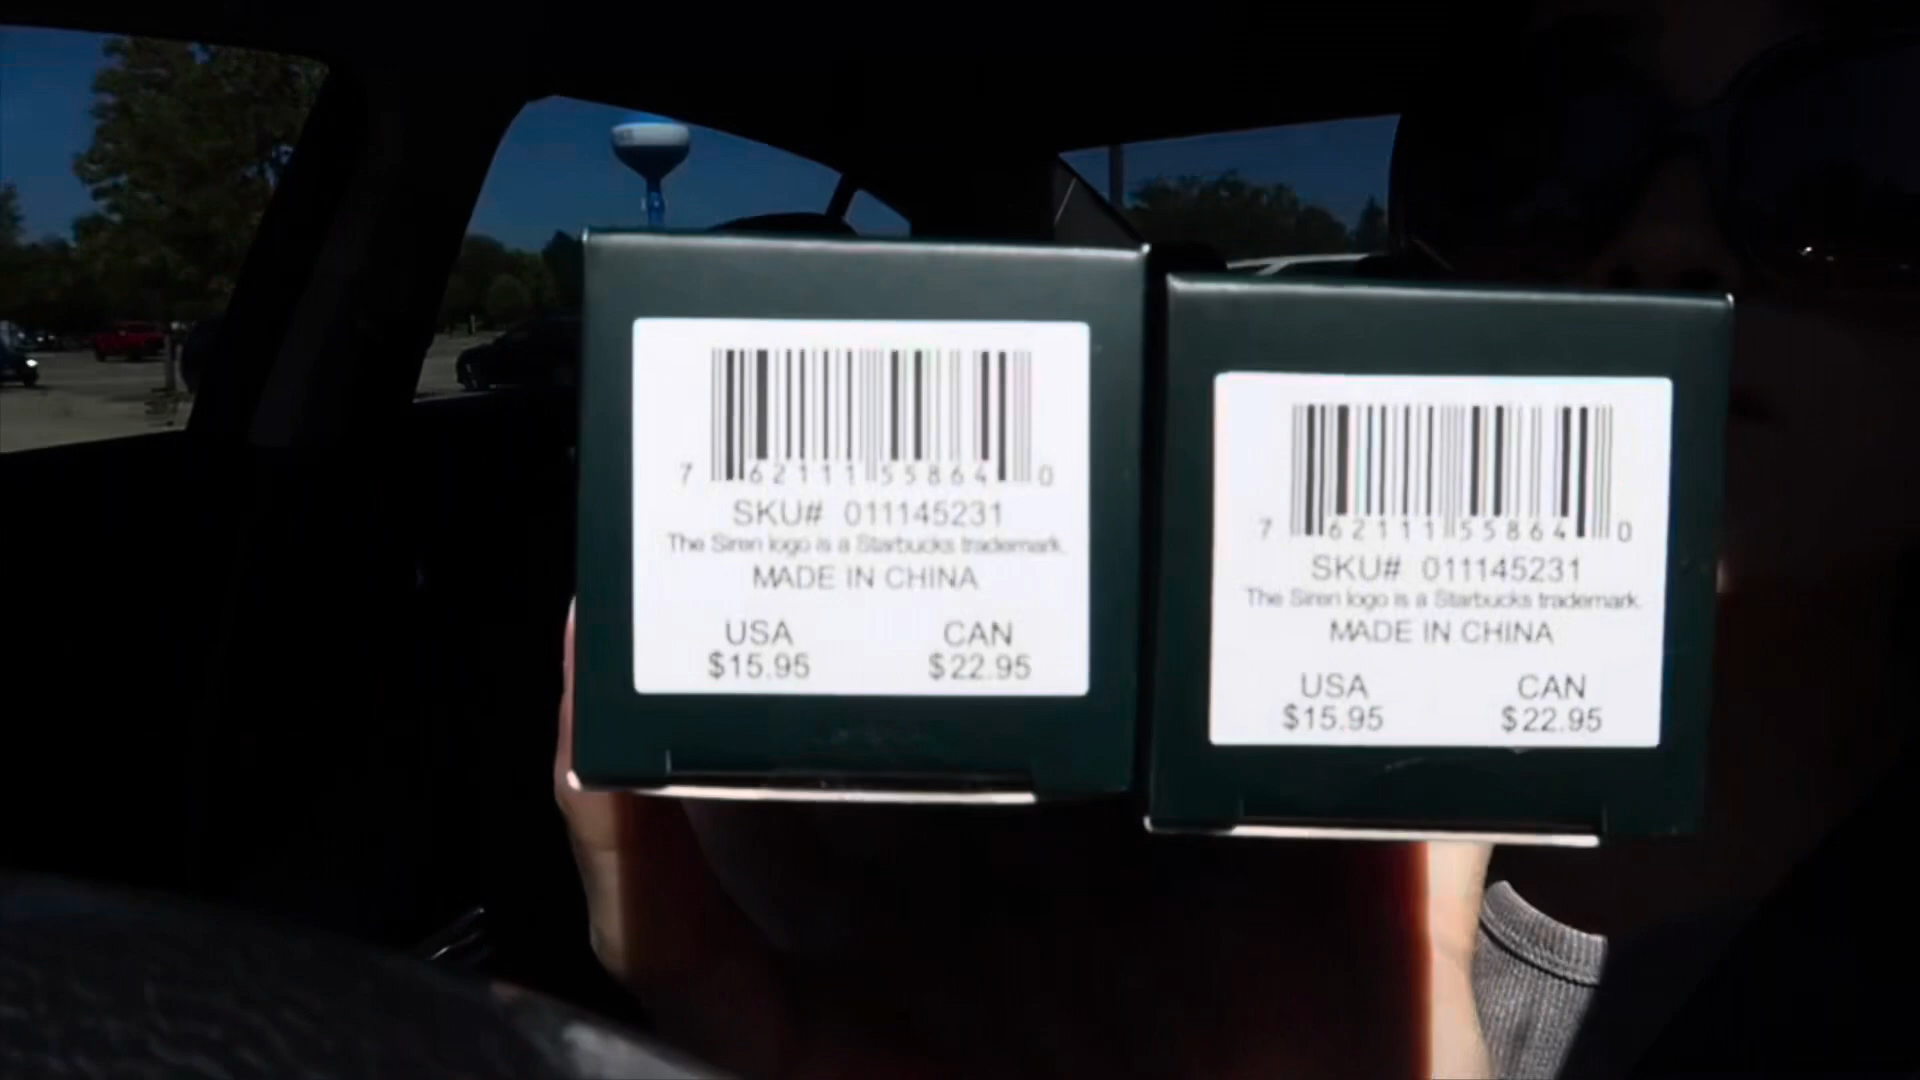 7 62111 55864 0
SKU# 011145231
The Siren logo is a Starbucks trademark.
MADE IN CHINA
USA CAN
$15.95 $22.95
7 62111 55864 0
SKU# 011145231
The Siren logo is a Starbucks trademark.
MADE IN CHINA
USA CAN
$15.95 $22.95